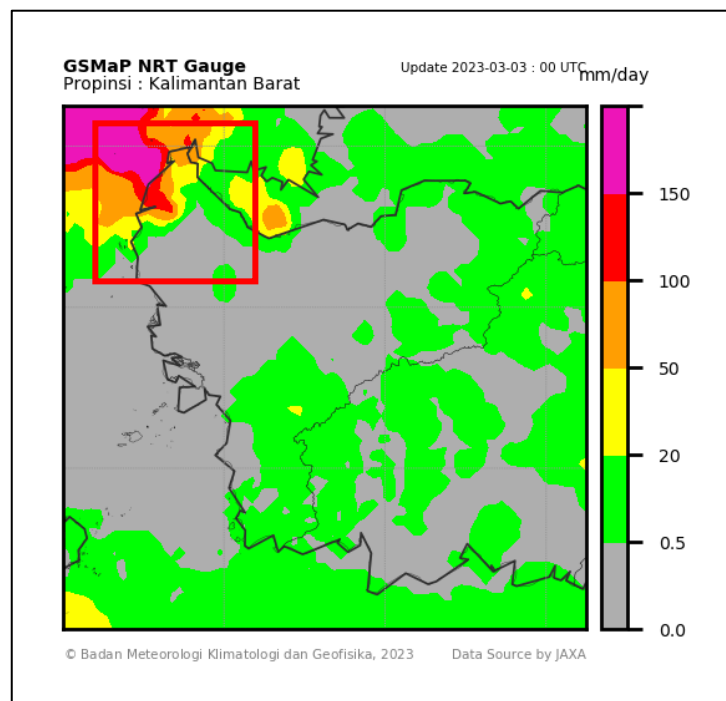 GSMaP NRT Gauge
Update 2023-03-03 : 00 UTC
mm/day
Propinsi : Kalimantan Barat
150
100
50
20
0.5
0.0
© Badan Meteorologi Klimatologi dan Geofisika, 2023
Data Source by JAXA